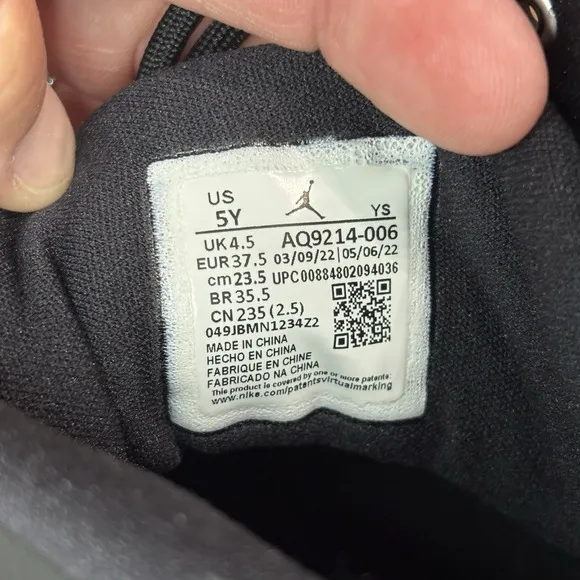 US
5Y YS
UK4.5 AQ9214-006
EUR37.5 03/09/22|05/06/22
cm23.5 UPC00884802094036
BR35.5
CN235(2.5)
049JBMN1234Z2
MADE IN CHINA
HECHO EN CHINA
FABRIQUE EN CHINE
FABRICADO NA CHINA
This product is covered by one or more patents:
www.nike.com/patentsvirtualmarking